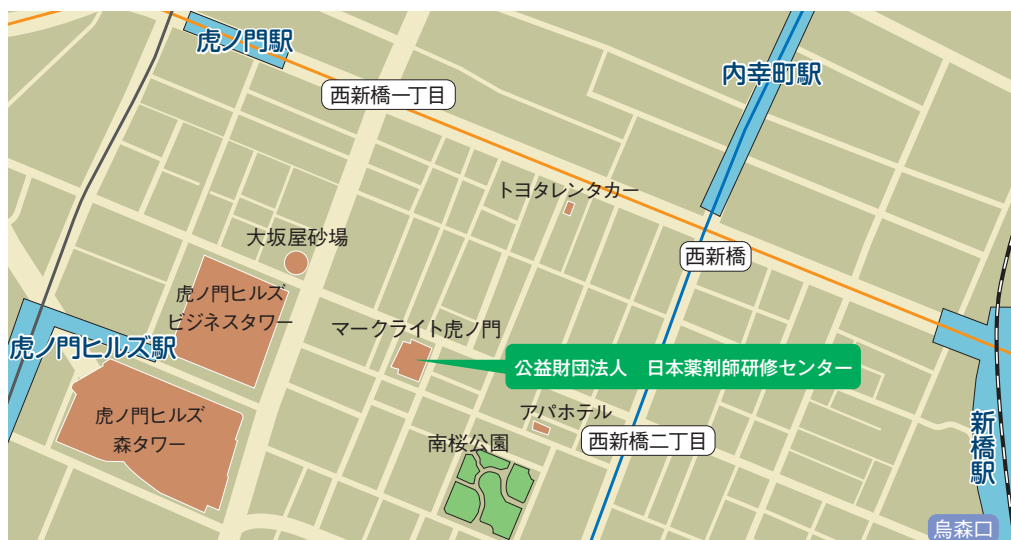 虎ノ門駅
内幸町駅
西新橋一丁目
トヨタレンタカー
大坂屋砂場
西新橋
虎ノ門ヒルズ
ビジネスタワー
マークライト虎ノ門
虎ノ門ヒルズ駅
公益財団法人　日本薬剤師研修センター
虎ノ門ヒルズ
森タワー
アパホテル
南桜公園
西新橋二丁目
新橋駅
烏森口